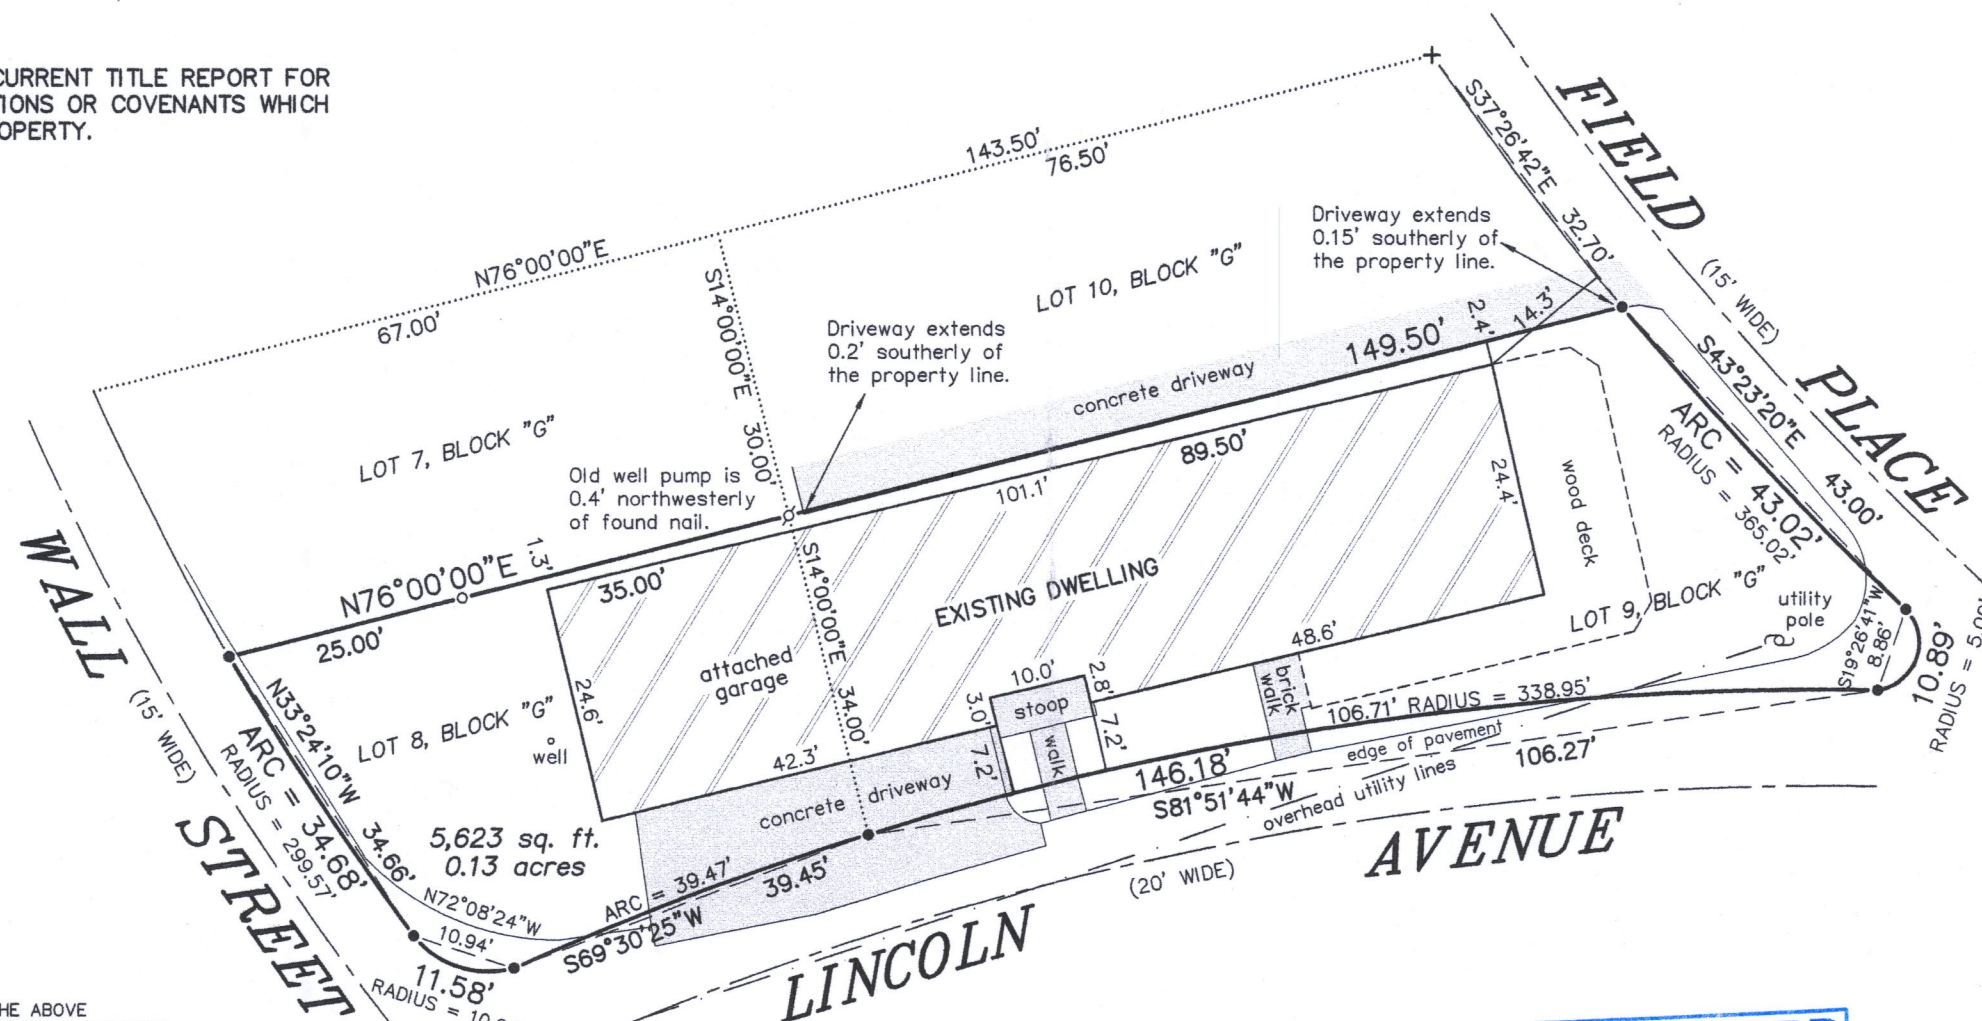 CURRENT TITLE REPORT FOR
TIONS OR COVENANTS WHICH
OPERTY.
FIELD
PLACE
(15' WIDE)
S37°26'42"E 32.70'
143.50'
76.50'
N76°00'00"E
67.00'
S14°00'00"E 30.00'
LOT 10, BLOCK "G"
Driveway extends
0.15' southerly of
the property line.
Driveway extends
0.2' southerly of
the property line.
2.4'
14.3'
149.50'
concrete driveway
LOT 7, BLOCK "G"
Old well pump is
0.4' northwesterly
of found nail.
89.50'
101.1'
24.4'
wood deck
S43°23'20"E 43.00'
ARC = 43.02'
RADIUS = 365.02'
WALL
STREET
(15' WIDE)
N76°00'00"E
1.3'
25.00'
35.00'
S14°00'00"E 34.00'
EXISTING DWELLING
attached
garage
24.6'
LOT 9, BLOCK "G"
utility
pole
48.6'
10.0'
2.8'
3.0'
stoop
7.2'
7.2'
walk
brick
walk
S19°26'41"W
8.86'
10.89'
RADIUS = 5.00'
LOT 8, BLOCK "G"
well
N33°24'10"W 34.66'
ARC = 34.68'
RADIUS = 299.57'
42.3'
concrete driveway
106.71' RADIUS = 338.95'
146.18'
edge of pavement
106.27'
S81°51'44"W
overhead utility lines
5,623 sq. ft.
0.13 acres
ARC = 39.47'
39.45'
S69°30'25"W
N72°08'24"W
10.94'
11.58'
RADIUS = 10.
LINCOLN
AVENUE
(20' WIDE)
HE ABOVE